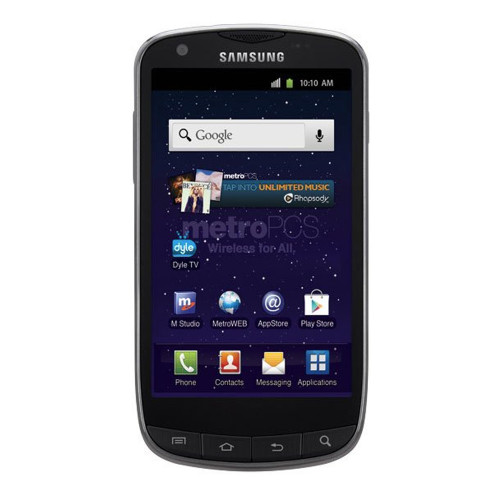 SAMSUNG
10:10 AM
Google
metroPCS
TAP INTO UNLIMITED MUSIC
Rhapsody
metroPCS
Wireless for All.
dyle
Dyle TV
m
@
M Studio MetroWEB AppStore Play Store
Phone Contacts Messaging Applications